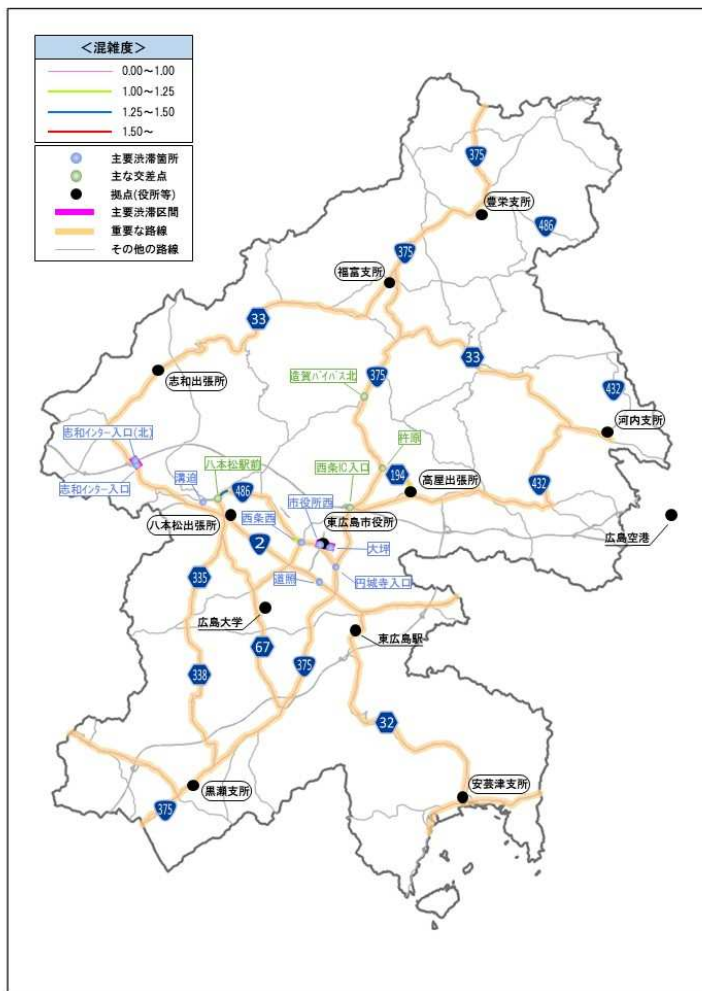 ＜混雑度＞
0.00～1.00
1.00～1.25
1.25～1.50
1.50～
主要渋滞箇所
主な交差点
拠点(役所等)
主要渋滞区間
重要な路線
その他の路線
375
豊栄支所
486
375
福富支所
33
33
志和出張所
造賀バイパス北
375
432
河内支所
志和インター入口(北)
杵原
溝迫
八本松駅前
西条IC入口
194
高屋出張所
432
志和インター入口
486
市役所西
八本松出張所
西条西
東広島市役所
広島空港
2
大坪
335
道照
円城寺入口
広島大学
東広島駅
67
375
338
32
黒瀬支所
安芸津支所
375